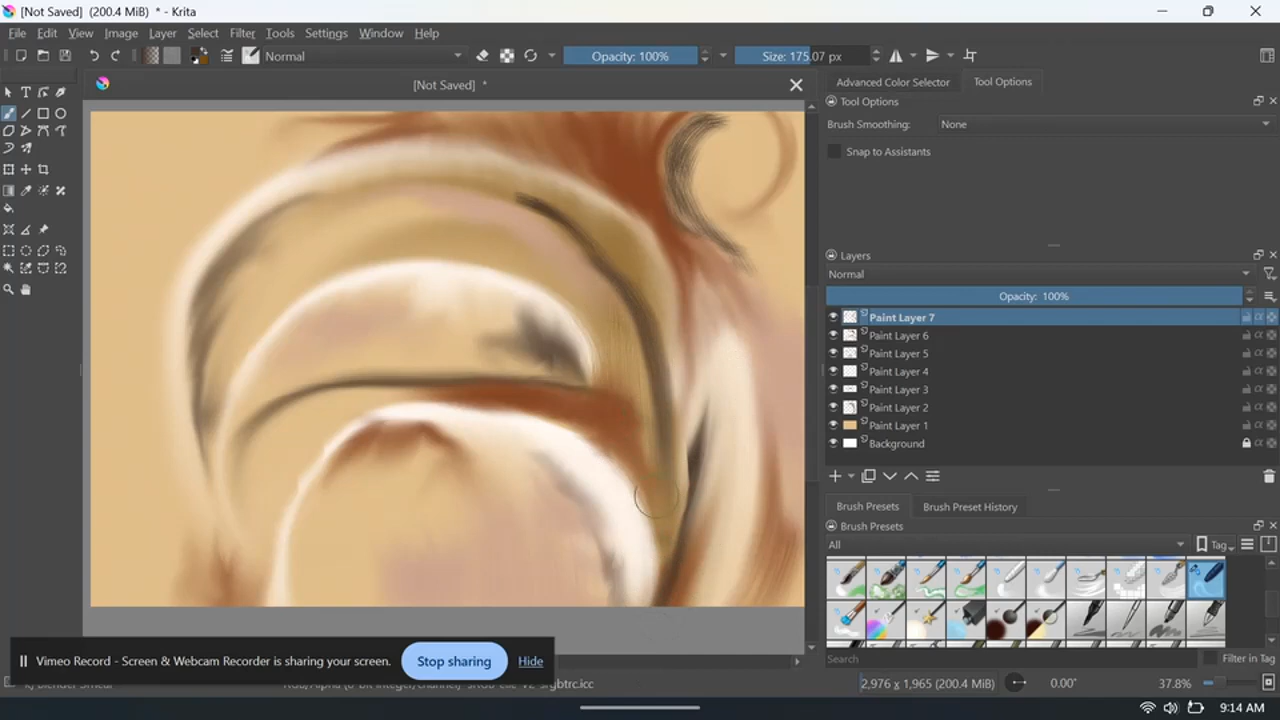 [Not Saved]  (200.4 MiB)  * - Krita
File Edit View Image Layer Select Filter Tools Settings Window Help
Normal Opacity: 100% Size: 175.07 px
[Not Saved]  *
Advanced Color Selector Tool Options
Tool Options
Brush Smoothing: None
Snap to Assistants
Layers
Normal
Opacity:  100%
Paint Layer 7
Paint Layer 6
Paint Layer 5
Paint Layer 4
Paint Layer 3
Paint Layer 2
Paint Layer 1
Background
Brush Presets Brush Preset History
Brush Presets
All Tag
Search Filter in Tag
Vimeo Record - Screen & Webcam Recorder is sharing your screen. Stop sharing Hide
2,976 x 1,965 (200.4 MiB) 0.00° 37.8%
9:14 AM